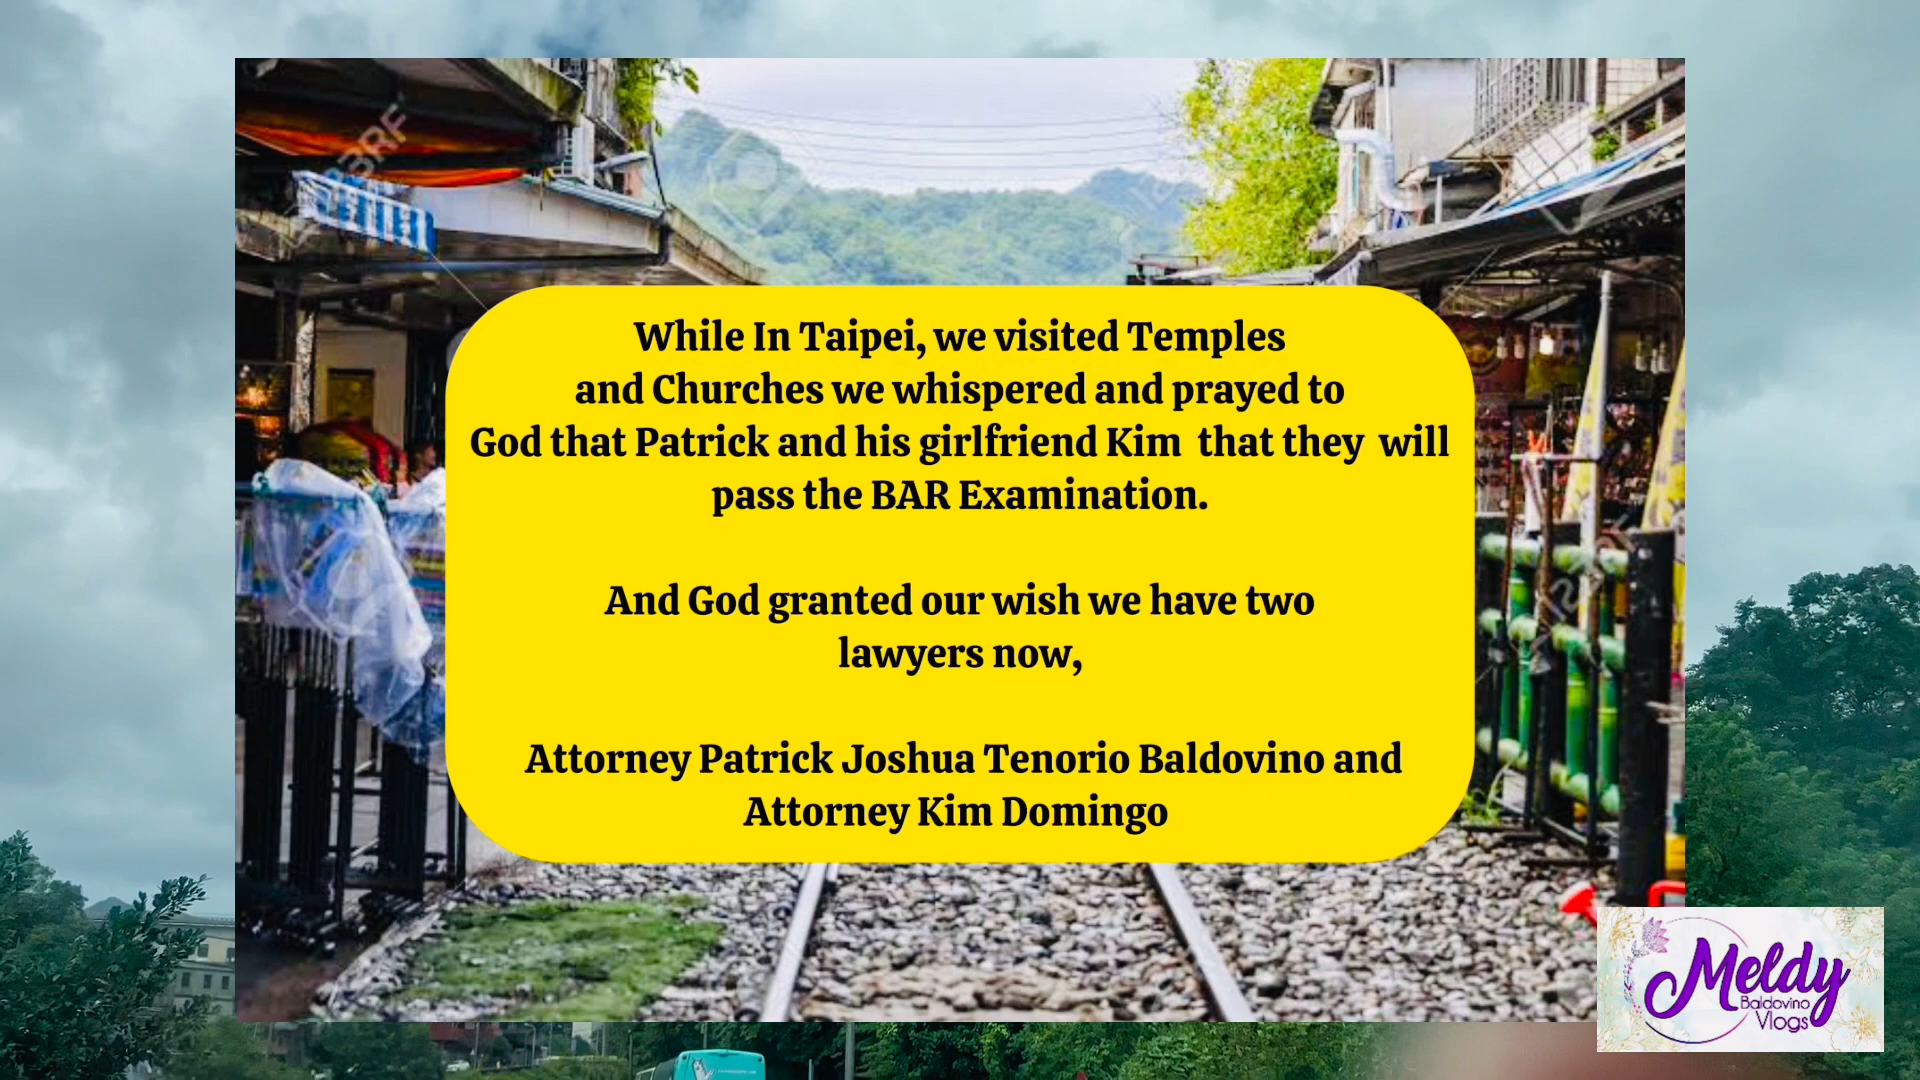 While In Taipei, we visited Temples
and Churches we whispered and prayed to
God that Patrick and his girlfriend Kim that they will
pass the BAR Examination.
And God granted our wish we have two
lawyers now,
Attorney Patrick Joshua Tenorio Baldovino and
Attorney Kim Domingo
Meldy
Baldovino
Vlogs